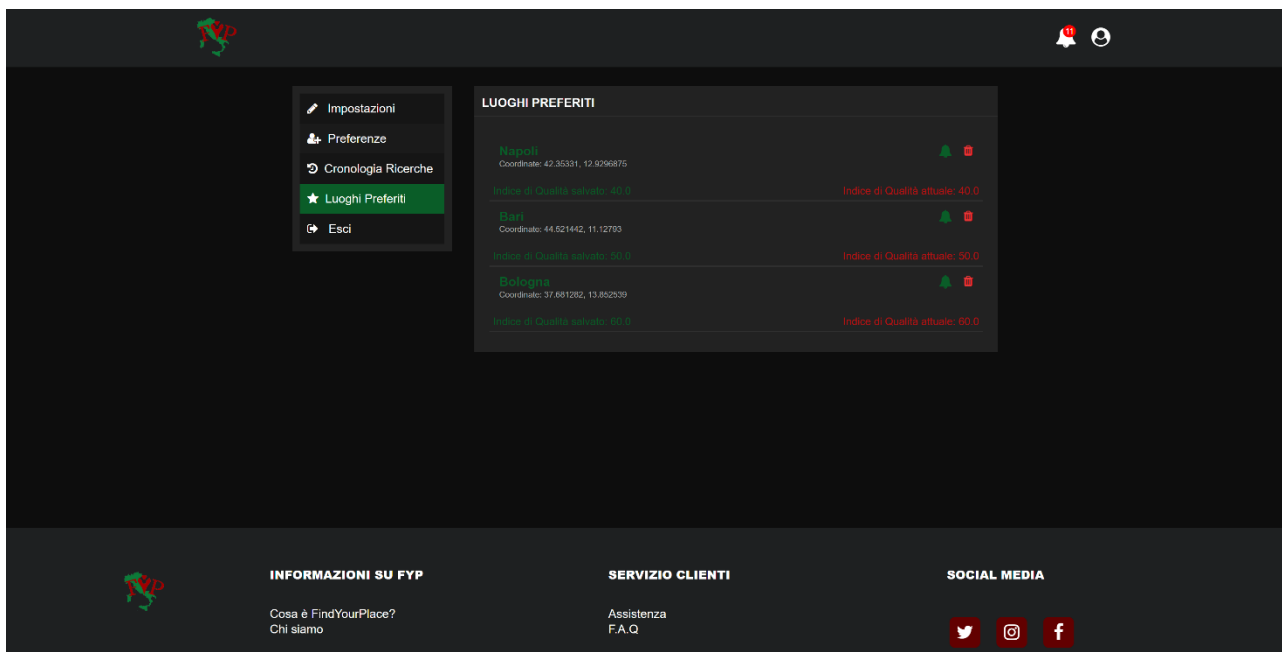 FYP
11
Impostazioni
Preferenze
Cronologia Ricerche
Luoghi Preferiti
Esci
LUOGHI PREFERITI
Napoli
Coordinate: 42.35331, 12.9296875
Indice di Qualità salvato: 40.0 Indice di Qualità attuale: 40.0
Bari
Coordinate: 44.521442, 11.12793
Indice di Qualità salvato: 50.0 Indice di Qualità attuale: 50.0
Bologna
Coordinate: 37.681282, 13.852539
Indice di Qualità salvato: 60.0 Indice di Qualità attuale: 60.0
FYP
INFORMAZIONI SU FYP
Cosa è FindYourPlace?
Chi siamo
SERVIZIO CLIENTI
Assistenza
F.A.Q
SOCIAL MEDIA